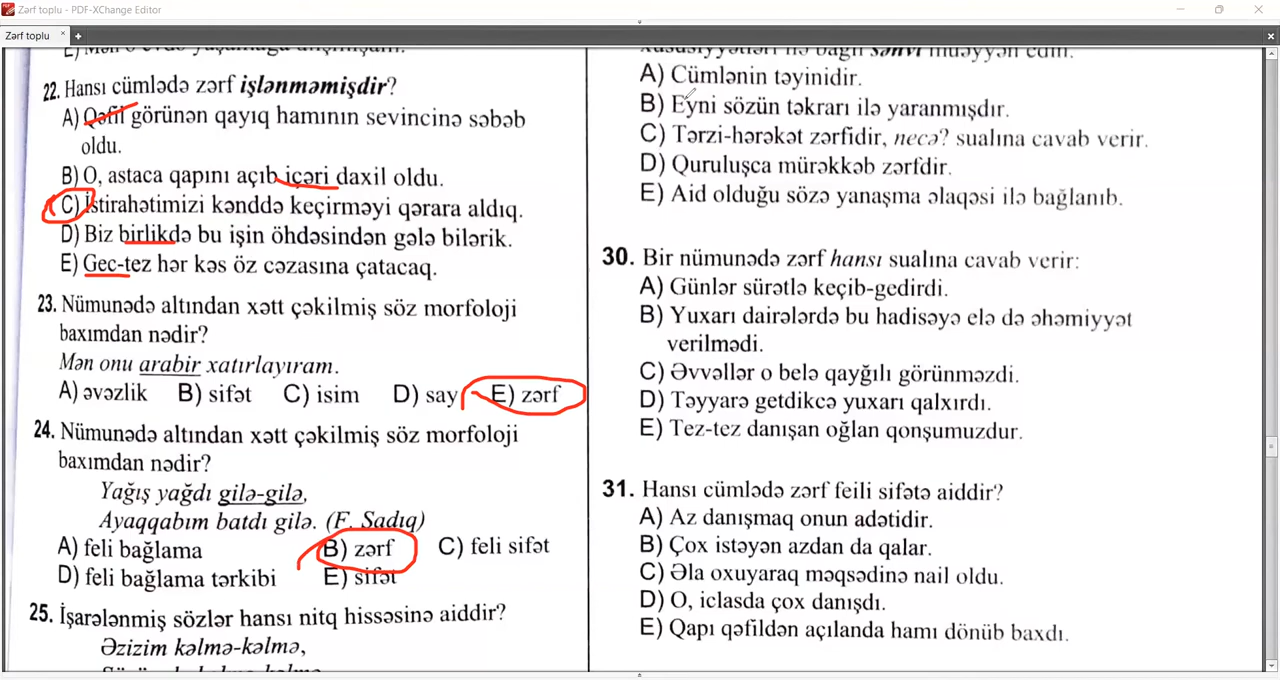 Zərf toplu - PDF-XChange Editor
Zərf toplu
22. Hansı cümlədə zərf işlənməmişdir?
A) Qəfil görünən qayıq hamının sevincinə səbəb
oldu.
B) O, astaca qapını açıb içəri daxil oldu.
C) İstirahətimizi kənddə keçirməyi qərara aldıq.
D) Biz birlikdə bu işin öhdəsindən gələ bilərik.
E) Gec-tez hər kəs öz cəzasına çatacaq.
23. Nümunədə altından xətt çəkilmiş söz morfoloji
baxımdan nədir?
Mən onu arabir xatırlayıram.
A) əvəzlik B) sifət C) isim D) say E) zərf
24. Nümunədə altından xətt çəkilmiş söz morfoloji
baxımdan nədir?
Yağış yağdı gilə-gilə,
Ayaqqabım batdı gilə. (F. Sadıq)
A) feli bağlama B) zərf C) feli sifət
D) feli bağlama tərkibi E) sifət
25. İşarələnmiş sözlər hansı nitq hissəsinə aiddir?
Əzizim kəlmə-kəlmə,
A) Cümlənin təyinidir.
B) Eyni sözün təkrarı ilə yaranmışdır.
C) Tərzi-hərəkət zərfidir, necə? sualına cavab verir.
D) Quruluşca mürəkkəb zərfdir.
E) Aid olduğu sözə yanaşma əlaqəsi ilə bağlanıb.
30. Bir nümunədə zərf hansı sualına cavab verir:
A) Günlər sürətlə keçib-gedirdi.
B) Yuxarı dairələrdə bu hadisəyə elə də əhəmiyyət
verilmədi.
C) Əvvəllər o belə qayğılı görünməzdi.
D) Təyyarə getdikcə yuxarı qalxırdı.
E) Tez-tez danışan oğlan qonşumuzdur.
31. Hansı cümlədə zərf feili sifətə aiddir?
A) Az danışmaq onun adətidir.
B) Çox istəyən azdan da qalar.
C) Əla oxuyaraq məqsədinə nail oldu.
D) O, iclasda çox danışdı.
E) Qapı qəfildən açılanda hamı dönüb baxdı.